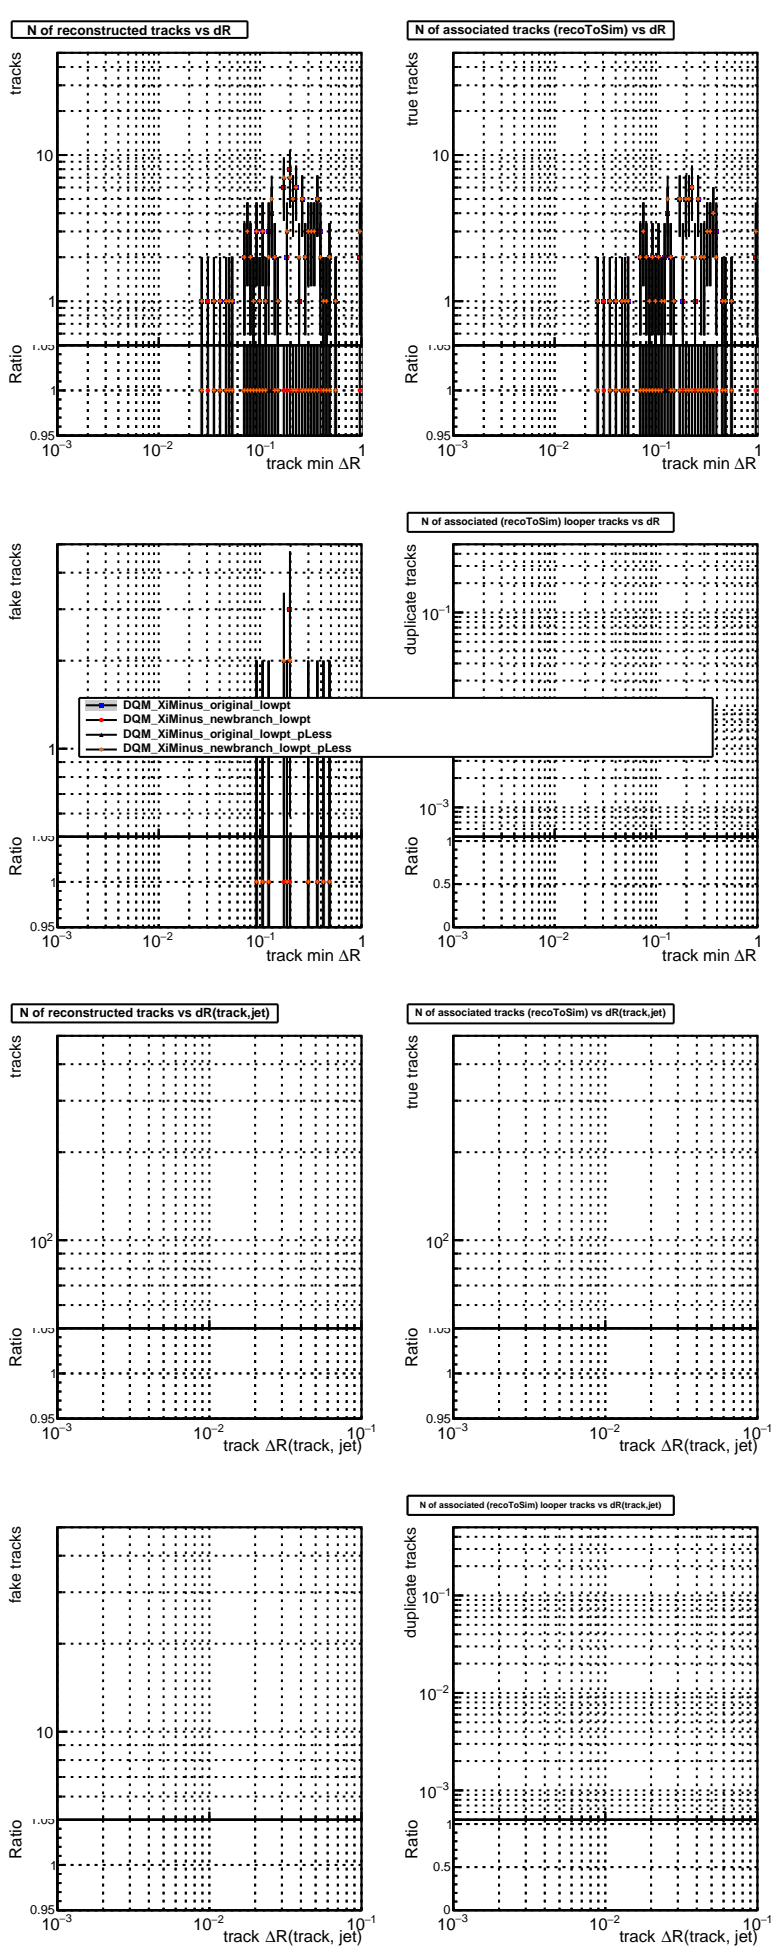 N of reconstructed tracks vs dR
tracks
10
1
1.05
Ratio
1
0.95
10−3
10−2
10−1
1
track min ΔR
N of associated tracks (recoToSim) vs dR
true tracks
10
1
1.05
Ratio
1
0.95
10−3
10−2
10−1
1
track min ΔR
fake tracks
1
1.05
Ratio
1
0.95
10−3
10−2
10−1
1
track min ΔR
N of associated (recoToSim) looper tracks vs dR
duplicate tracks
10−1
10−3
1
Ratio
0.5
0
10−3
10−2
10−1
1
track min ΔR
DQM_XiMinus_original_lowpt
DQM_XiMinus_newbranch_lowpt
DQM_XiMinus_original_lowpt_pLess
DQM_XiMinus_newbranch_lowpt_pLess
N of reconstructed tracks vs dR(track,jet)
tracks
102
1.05
Ratio
1
0.95
10−3
10−2
10−1
track ΔR(track, jet)
N of associated tracks (recoToSim) vs dR(track,jet)
true tracks
102
1.05
Ratio
1
0.95
10−3
10−2
10−1
track ΔR(track, jet)
fake tracks
10
1.05
Ratio
1
0.95
10−3
10−2
10−1
track ΔR(track, jet)
N of associated (recoToSim) looper tracks vs dR(track,jet)
duplicate tracks
10−1
10−2
10−3
1
Ratio
0.5
0
10−3
10−2
10−1
track ΔR(track, jet)